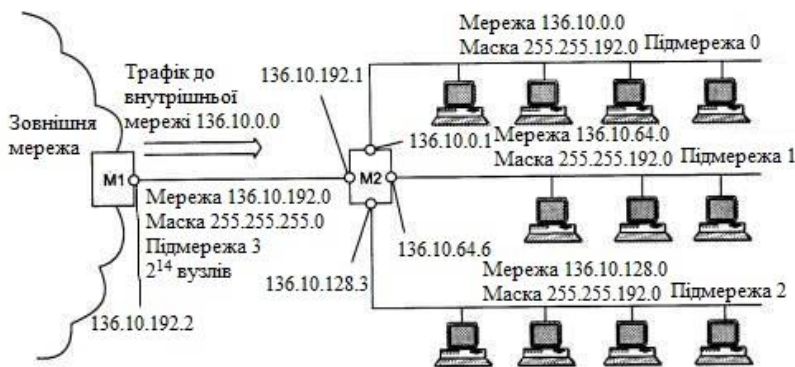 Мережа 136.10.0.0
Маска 255.255.192.0
Підмережа 0
136.10.192.1
Трафік до
внутрішньої
мережі 136.10.0.0
Зовнішня
мережа
М1
М2
136.10.0.1
Мережа 136.10.64.0
Маска 255.255.192.0
Підмережа 1
Мережа 136.10.192.0
Маска 255.255.255.0
Підмережа 3
2¹⁴ вузлів
136.10.192.2
136.10.64.6
136.10.128.3
Мережа 136.10.128.0
Маска 255.255.192.0
Підмережа 2